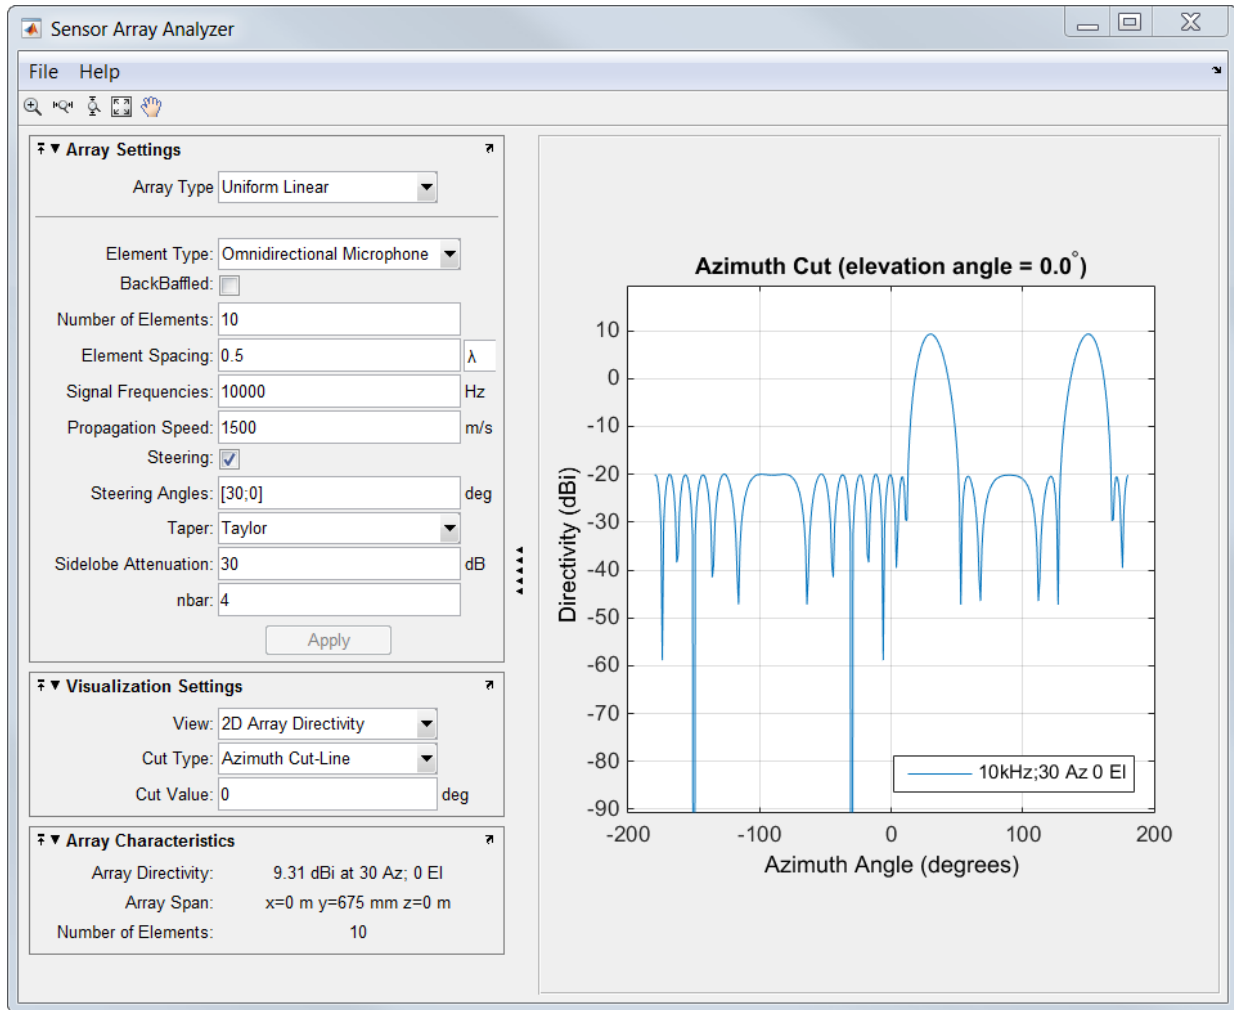 Sensor Array Analyzer
File Help
Array Settings
Array Type Uniform Linear
Element Type: Omnidirectional Microphone
BackBaffled:
Number of Elements: 10
Element Spacing: 0.5 λ
Signal Frequencies: 10000 Hz
Propagation Speed: 1500 m/s
Steering:
Steering Angles: [30;0] deg
Taper: Taylor
Sidelobe Attenuation: 30 dB
nbar: 4
Apply
Visualization Settings
View: 2D Array Directivity
Cut Type: Azimuth Cut-Line
Cut Value: 0 deg
Array Characteristics
Array Directivity: 9.31 dBi at 30 Az; 0 El
Array Span: x=0 m y=675 mm z=0 m
Number of Elements: 10
Azimuth Cut (elevation angle = 0.0°)
Directivity (dBi)
10
0
-10
-20
-30
-40
-50
-60
-70
-80
-90
10kHz;30 Az 0 El
-200 -100 0 100 200
Azimuth Angle (degrees)